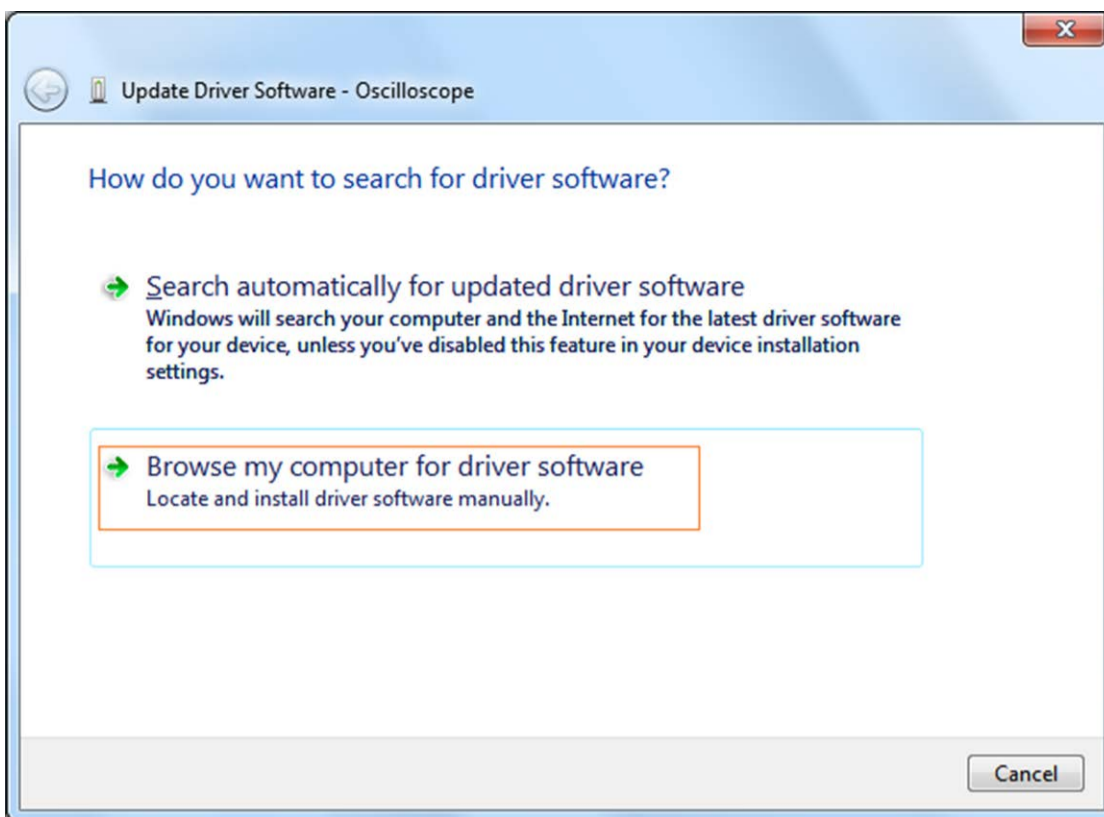 Update Driver Software - Oscilloscope
How do you want to search for driver software?
Search automatically for updated driver software
Windows will search your computer and the Internet for the latest driver software
for your device, unless you've disabled this feature in your device installation
settings.
Browse my computer for driver software
Locate and install driver software manually.
Cancel